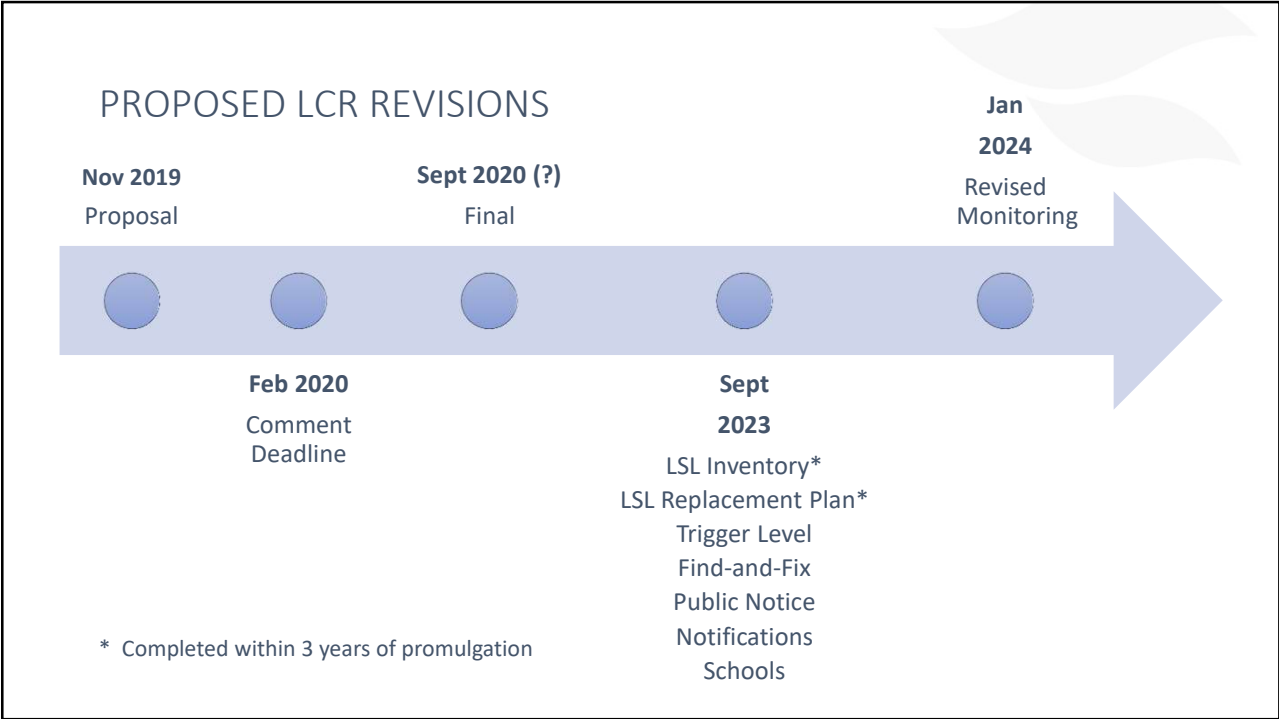 PROPOSED LCR REVISIONS
Nov 2019
Proposal
Feb 2020
Comment
Deadline
Sept 2020 (?)
Final
Sept
2023
LSL Inventory*
LSL Replacement Plan*
Trigger Level
Find-and-Fix
Public Notice
Notifications
Schools
Jan
2024
Revised
Monitoring
* Completed within 3 years of promulgation